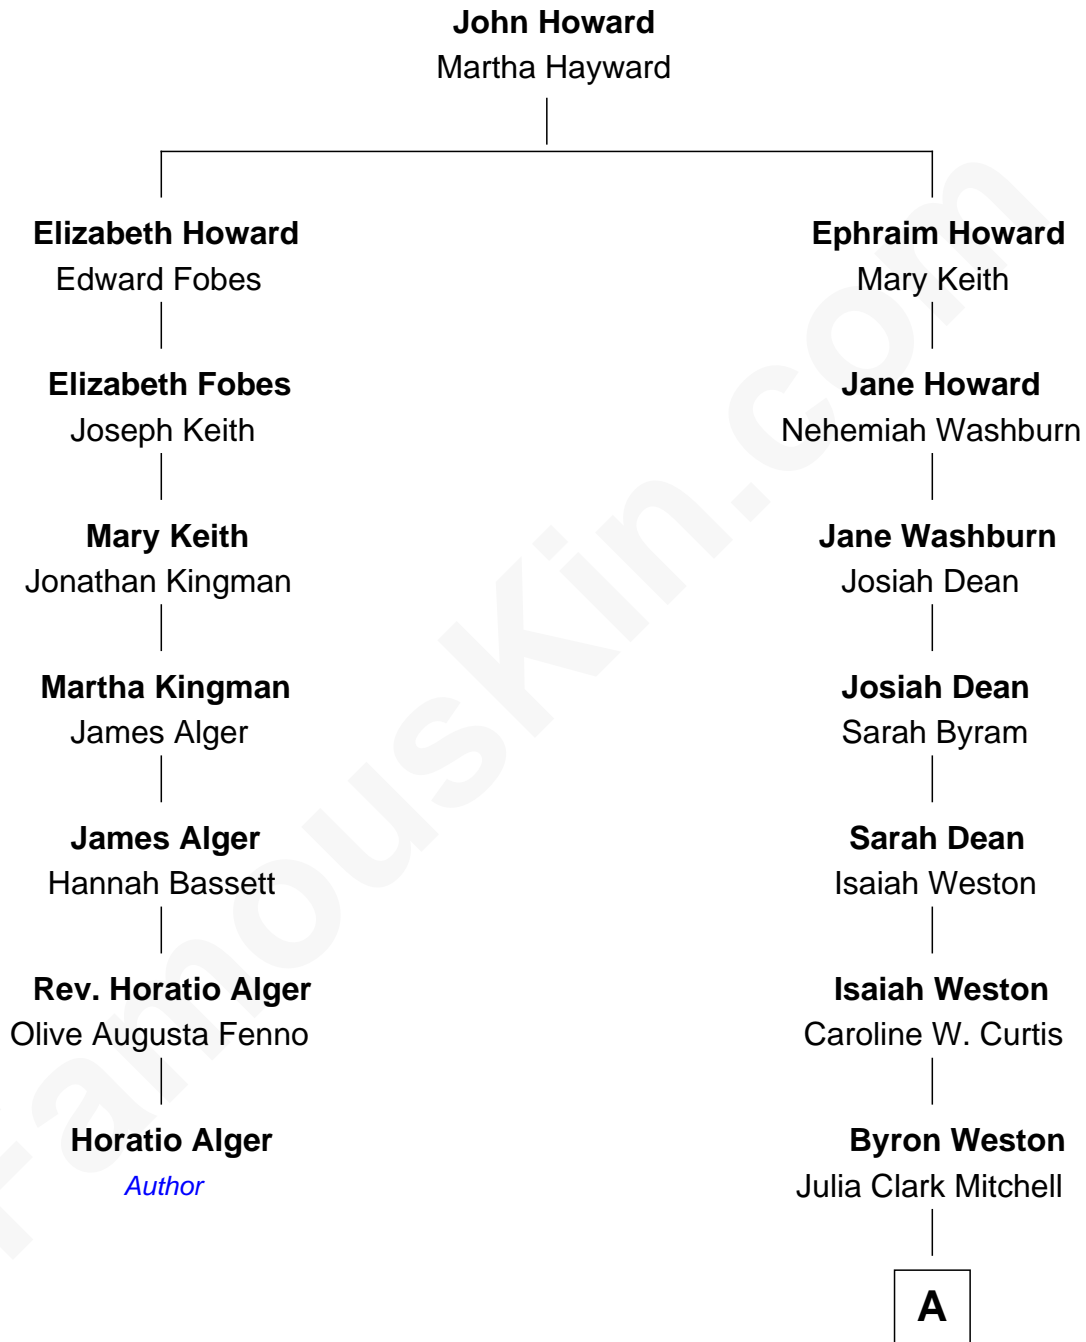 John Howard
Martha Hayward
Elizabeth Howard
Edward Fobes
Ephraim Howard
Mary Keith
Elizabeth Fobes
Joseph Keith
Jane Howard
Nehemiah Washburn
Mary Keith
Jonathan Kingman
Jane Washburn
Josiah Dean
Martha Kingman
James Alger
Josiah Dean
Sarah Byram
James Alger
Hannah Bassett
Sarah Dean
Isaiah Weston
Rev. Horatio Alger
Olive Augusta Fenno
Isaiah Weston
Caroline W. Curtis
Horatio Alger
Author
Byron Weston
Julia Clark Mitchell
A
FamousKin.com